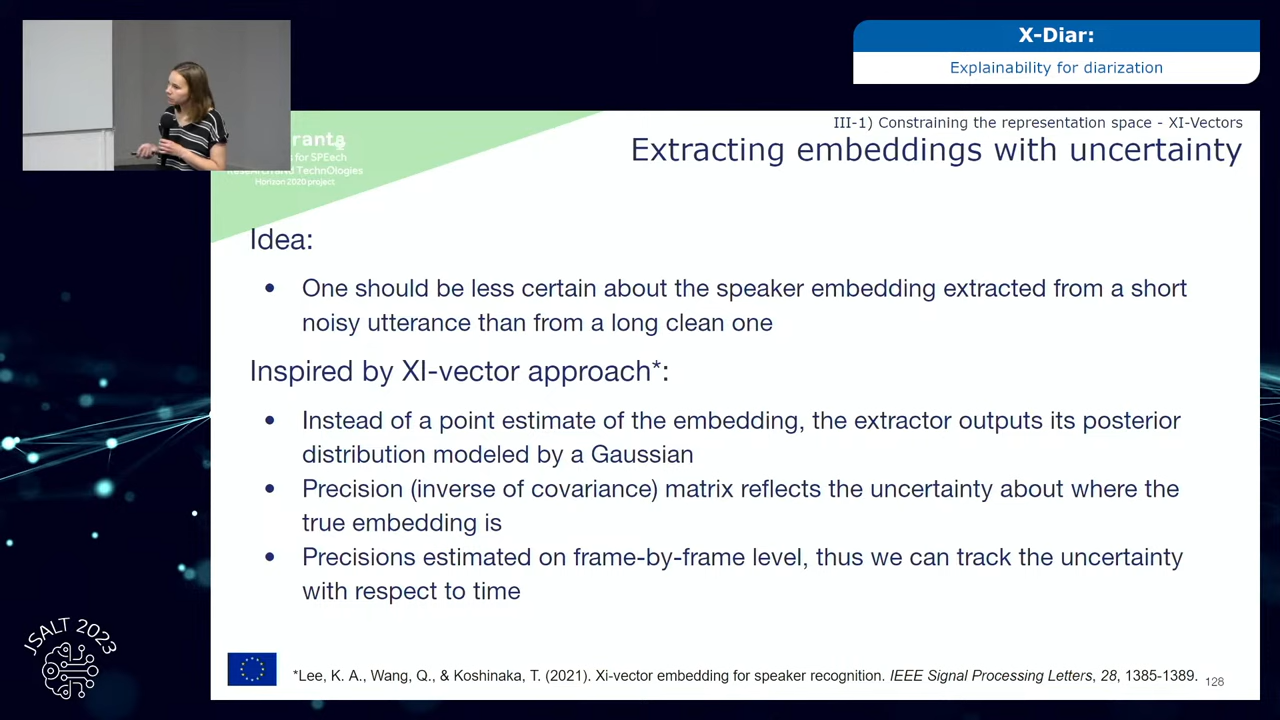 X-Diar:
Explainability for diarization
III-1) Constraining the representation space - XI-Vectors
Extracting embeddings with uncertainty
for SPEech
Research and TechnOlogies
Horizon 2020 project
Idea:
• One should be less certain about the speaker embedding extracted from a short
noisy utterance than from a long clean one
Inspired by XI-vector approach*:
• Instead of a point estimate of the embedding, the extractor outputs its posterior
distribution modeled by a Gaussian
• Precision (inverse of covariance) matrix reflects the uncertainty about where the
true embedding is
• Precisions estimated on frame-by-frame level, thus we can track the uncertainty
with respect to time
JSALT 2023
*Lee, K. A., Wang, Q., & Koshinaka, T. (2021). Xi-vector embedding for speaker recognition. IEEE Signal Processing Letters, 28, 1385-1389.
128